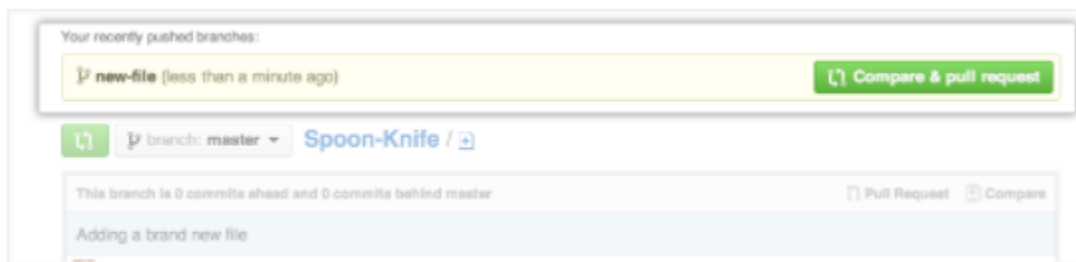 Your recently pushed branches:
new-file (less than a minute ago) Compare & pull request
branch: master Spoon-Knife /
This branch is 0 commits ahead and 0 commits behind master Pull Request Compare
Adding a brand new file